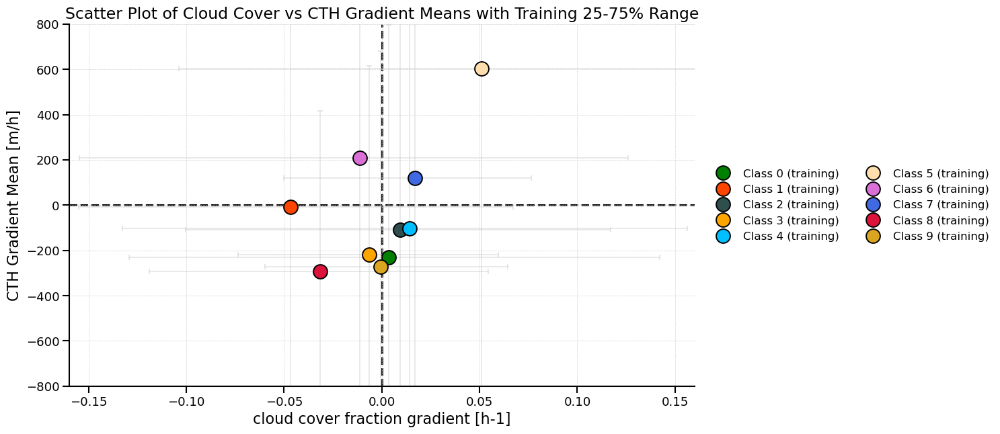 Scatter Plot of Cloud Cover vs CTH Gradient Means with Training 25-75% Range
CTH Gradient Mean [m/h]
800
600
400
200
0
−200
−400
−600
−800
−0.15
−0.10
−0.05
0.00
0.05
0.10
0.15
cloud cover fraction gradient [h-1]
Class 0 (training)
Class 1 (training)
Class 2 (training)
Class 3 (training)
Class 4 (training)
Class 5 (training)
Class 6 (training)
Class 7 (training)
Class 8 (training)
Class 9 (training)